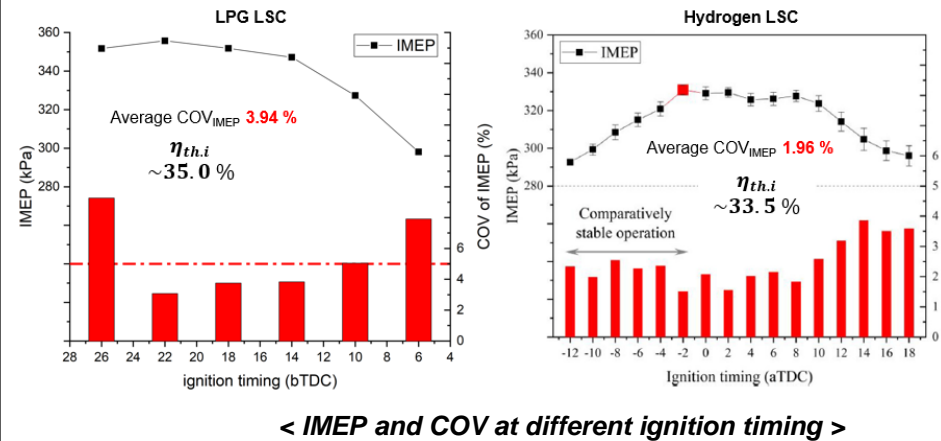 LPG LSC
IMEP
360
340
320
300
280
IMEP (kPa)
Average COV_IMEP 3.94 %
η_th.i
~35.0 %
6
4
2
0
COV of IMEP (%)
28 26 24 22 20 18 16 14 12 10 8 6 4
ignition timing (bTDC)
Hydrogen LSC
IMEP
360
340
320
300
280
IMEP (kPa)
Average COV_IMEP 1.96 %
η_th.i
~33.5 %
Comparatively
stable operation
6
5
4
3
2
1
0
-12 -10 -8 -6 -4 -2 0 2 4 6 8 10 12 14 16 18
Ignition timing (aTDC)
< IMEP and COV at different ignition timing >